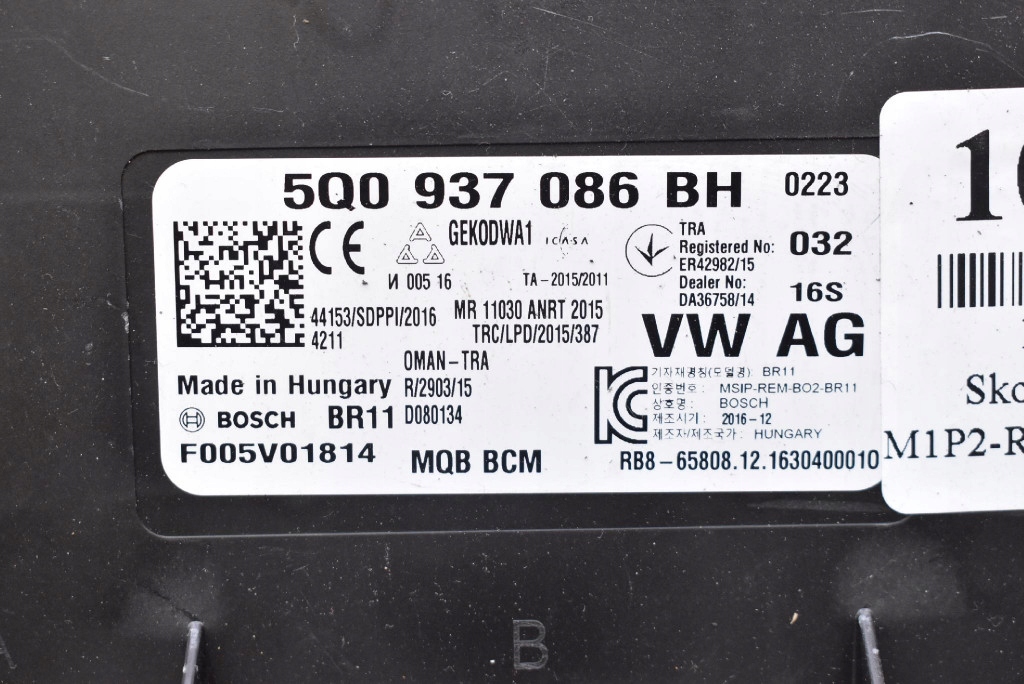 5Q0 937 086 BH 0223
CE GEKODWA1 ICASA
И 005 16 TA-2015/2011
TRA
Registered No:
ER42982/15
Dealer No:
DA36758/14
032
16S
44153/SDPPI/2016
4211
MR 11030 ANRT 2015
TRC/LPD/2015/387
VW AG
OMAN-TRA
R/2903/15
D080134
Made in Hungary
BOSCH BR11
F005V01814
MQB BCM
기자재명칭(모델명): BR11
인증번호: MSIP-REM-BO2-BR11
상호명: BOSCH
제조시기: 2016-12
제조자/제조국가: HUNGARY
RB8-65808.12.1630400010
M1P2-R
B